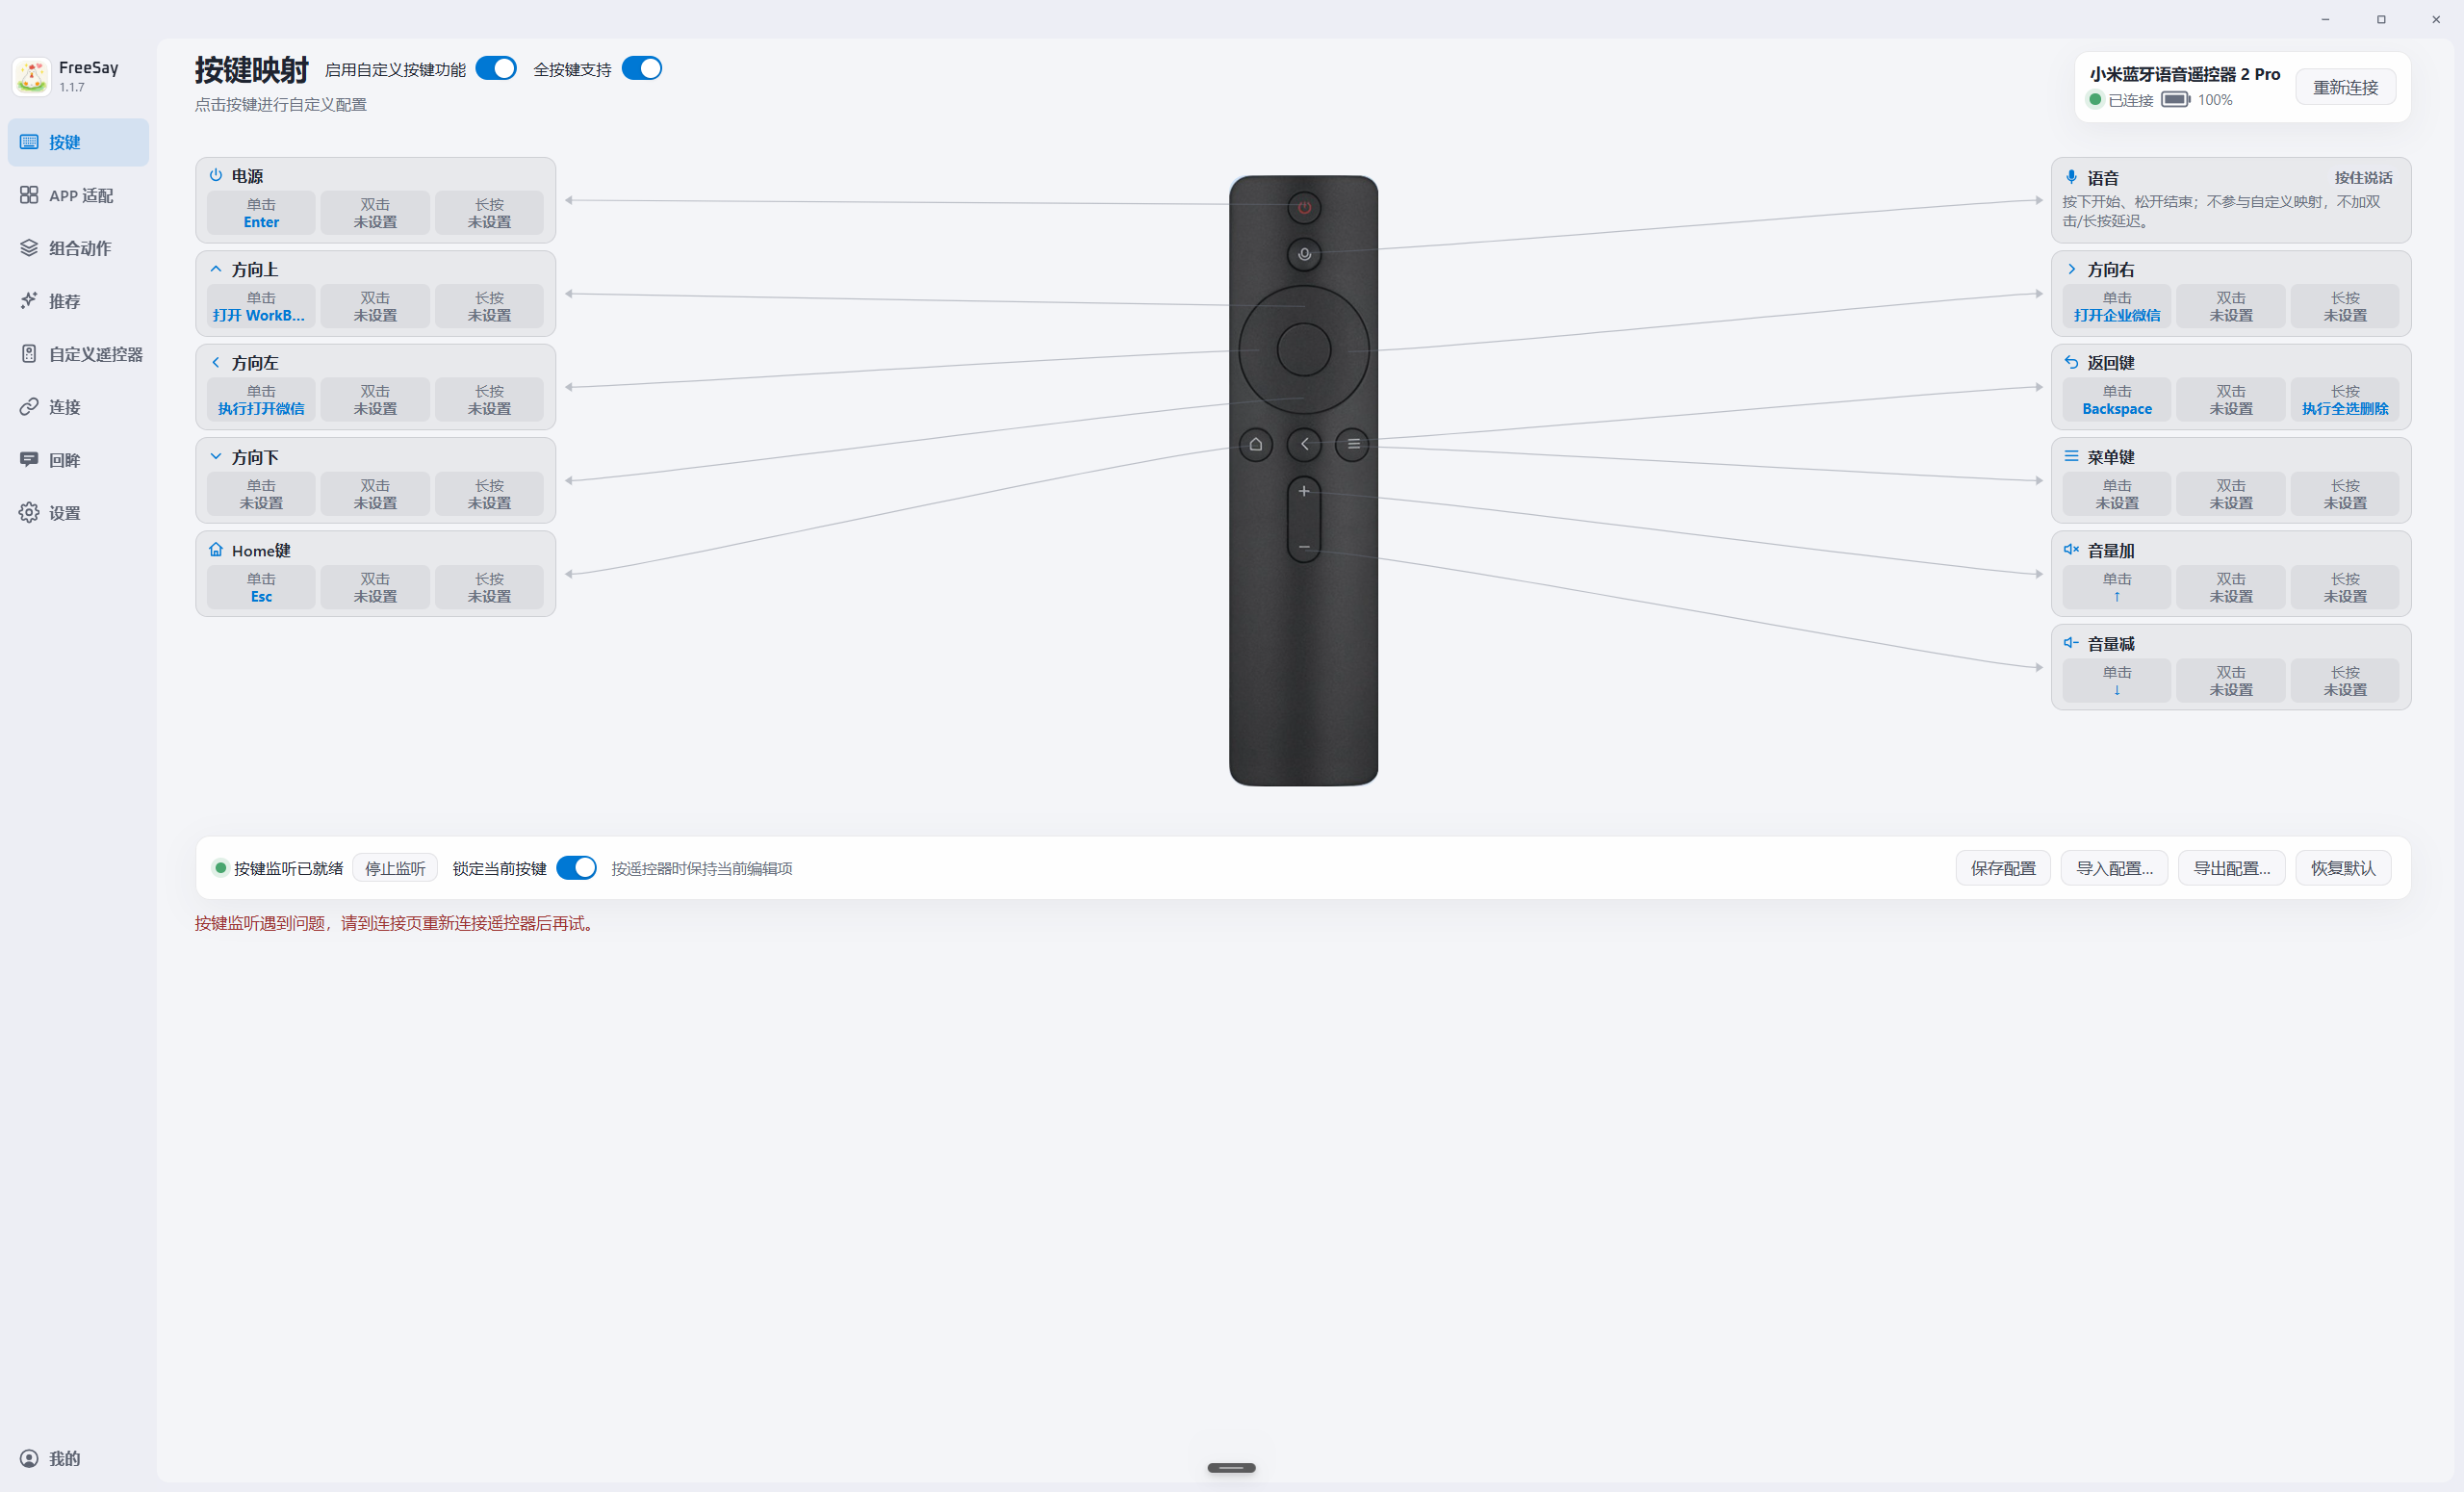 FreeSay
1.1.7
按键
APP 适配
组合动作
推荐
自定义遥控器
连接
回眸
设置
我的
按键映射 启用自定义按键功能 全按键支持
点击按键进行自定义配置
小米蓝牙语音遥控器 2 Pro
已连接 100%
重新连接
电源
单击 双击 长按
Enter 未设置 未设置
方向上
单击 双击 长按
打开 WorkB... 未设置 未设置
方向左
单击 双击 长按
执行打开微信 未设置 未设置
方向下
单击 双击 长按
未设置 未设置 未设置
Home键
单击 双击 长按
Esc 未设置 未设置
语音 按住说话
按下开始、松开结束；不参与自定义映射，不加双
击/长按延迟。
方向右
单击 双击 长按
打开企业微信 未设置 未设置
返回键
单击 双击 长按
Backspace 未设置 执行全选删除
菜单键
单击 双击 长按
未设置 未设置 未设置
音量加
单击 双击 长按
↑ 未设置 未设置
音量减
单击 双击 长按
↓ 未设置 未设置
按键监听已就绪 停止监听 锁定当前按键 按遥控器时保持当前编辑项
保存配置 导入配置... 导出配置... 恢复默认
按键监听遇到问题，请到连接页重新连接遥控器后再试。